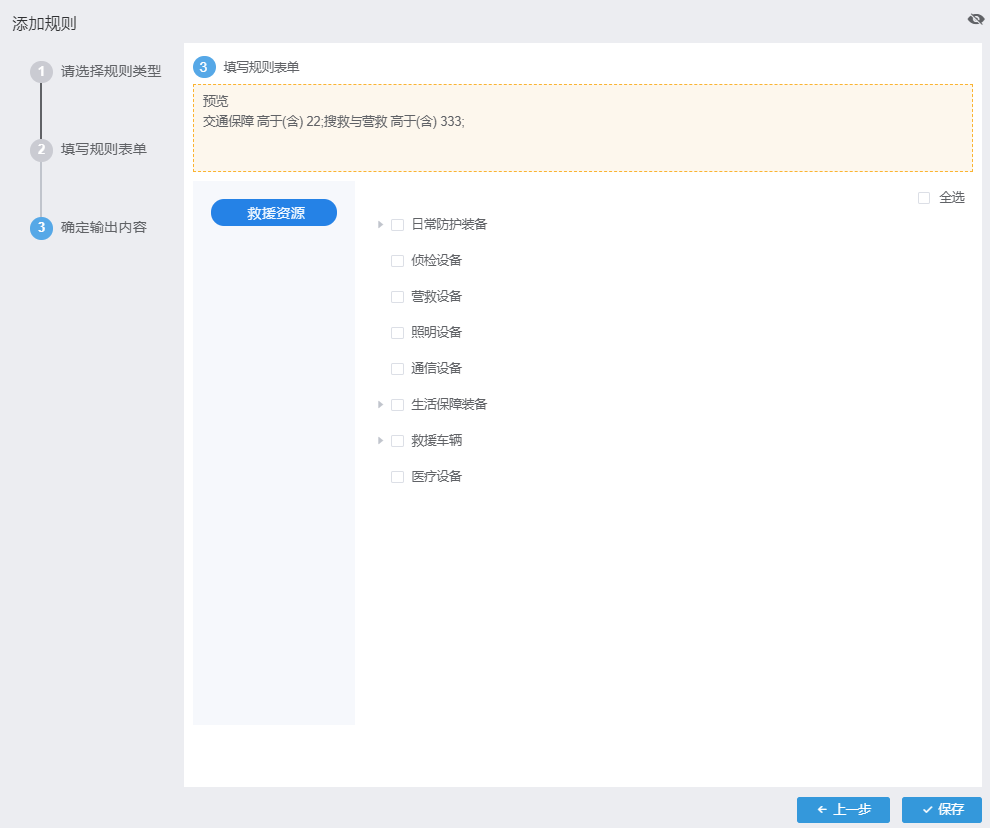 添加规则
1 请选择规则类型
2 填写规则表单
3 确定输出内容
3 填写规则表单
预览
交通保障 高于(含) 22;搜救与营救 高于(含) 333;
救援资源
全选
日常防护装备
侦检设备
营救设备
照明设备
通信设备
生活保障装备
救援车辆
医疗设备
上一步
保存